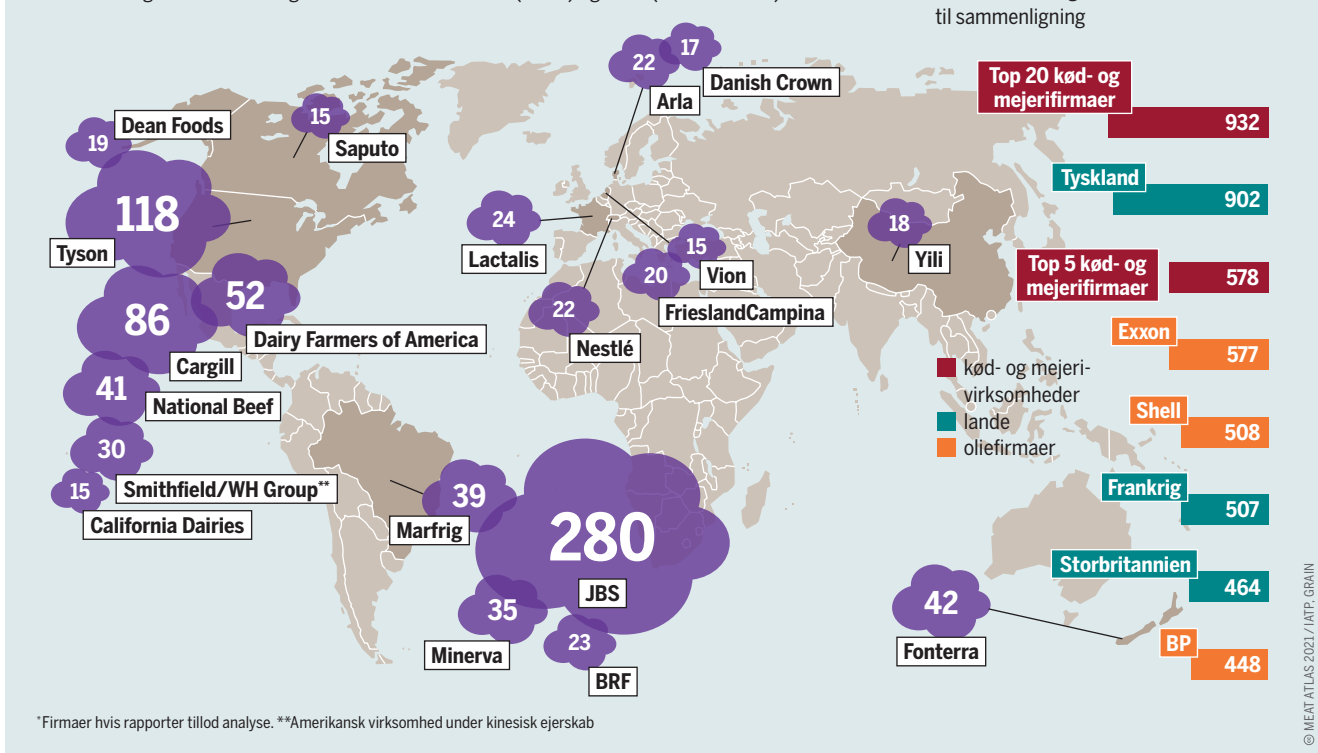 til sammenligning
22
17
Danish Crown
Arla
Dean Foods
19
15
Saputo
118
Tyson
24
Lactalis
15
Vion
20
FrieslandCampina
22
Nestlé
18
Yili
86
Cargill
52
Dairy Farmers of America
41
National Beef
30
Smithfield/WH Group**
15
California Dairies
39
Marfrig
280
JBS
35
Minerva
23
BRF
42
Fonterra
Top 20 kød- og
mejerifirmaer
932
Tyskland
902
Top 5 kød- og
mejerifirmaer
578
Exxon
577
Shell
508
Frankrig
507
Storbritannien
464
BP
448
kød- og mejeri-
virksomheder
lande
oliefirmaer
*Firmaer hvis rapporter tillod analyse. **Amerikansk virksomhed under kinesisk ejerskab
MEAT ATLAS 2021 / IATP, GRAIN